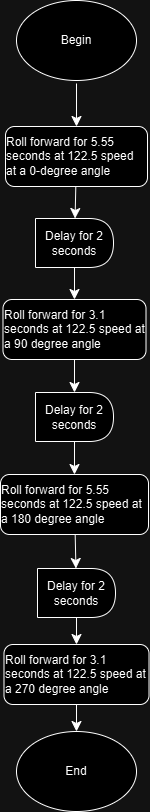 Begin
Roll forward for 5.55
seconds at 122.5 speed
at a 0-degree angle
Delay for 2
seconds
Roll forward for 3.1
seconds at 122.5 speed at
a 90 degree angle
Delay for 2
seconds
Roll forward for 5.55
seconds at 122.5 speed at
a 180 degree angle
Delay for 2
seconds
Roll forward for 3.1
seconds at 122.5 speed at
a 270 degree angle
End